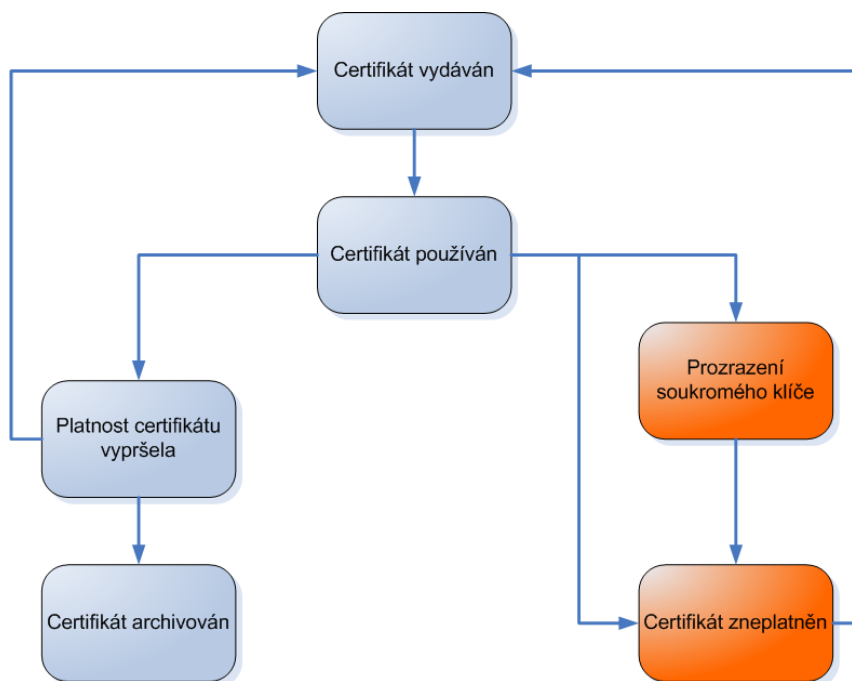 Certifikát vydáván
Certifikát používán
Prozrazení
soukromého klíče
Platnost certifikátu
vypršela
Certifikát archivován
Certifikát zneplatněn